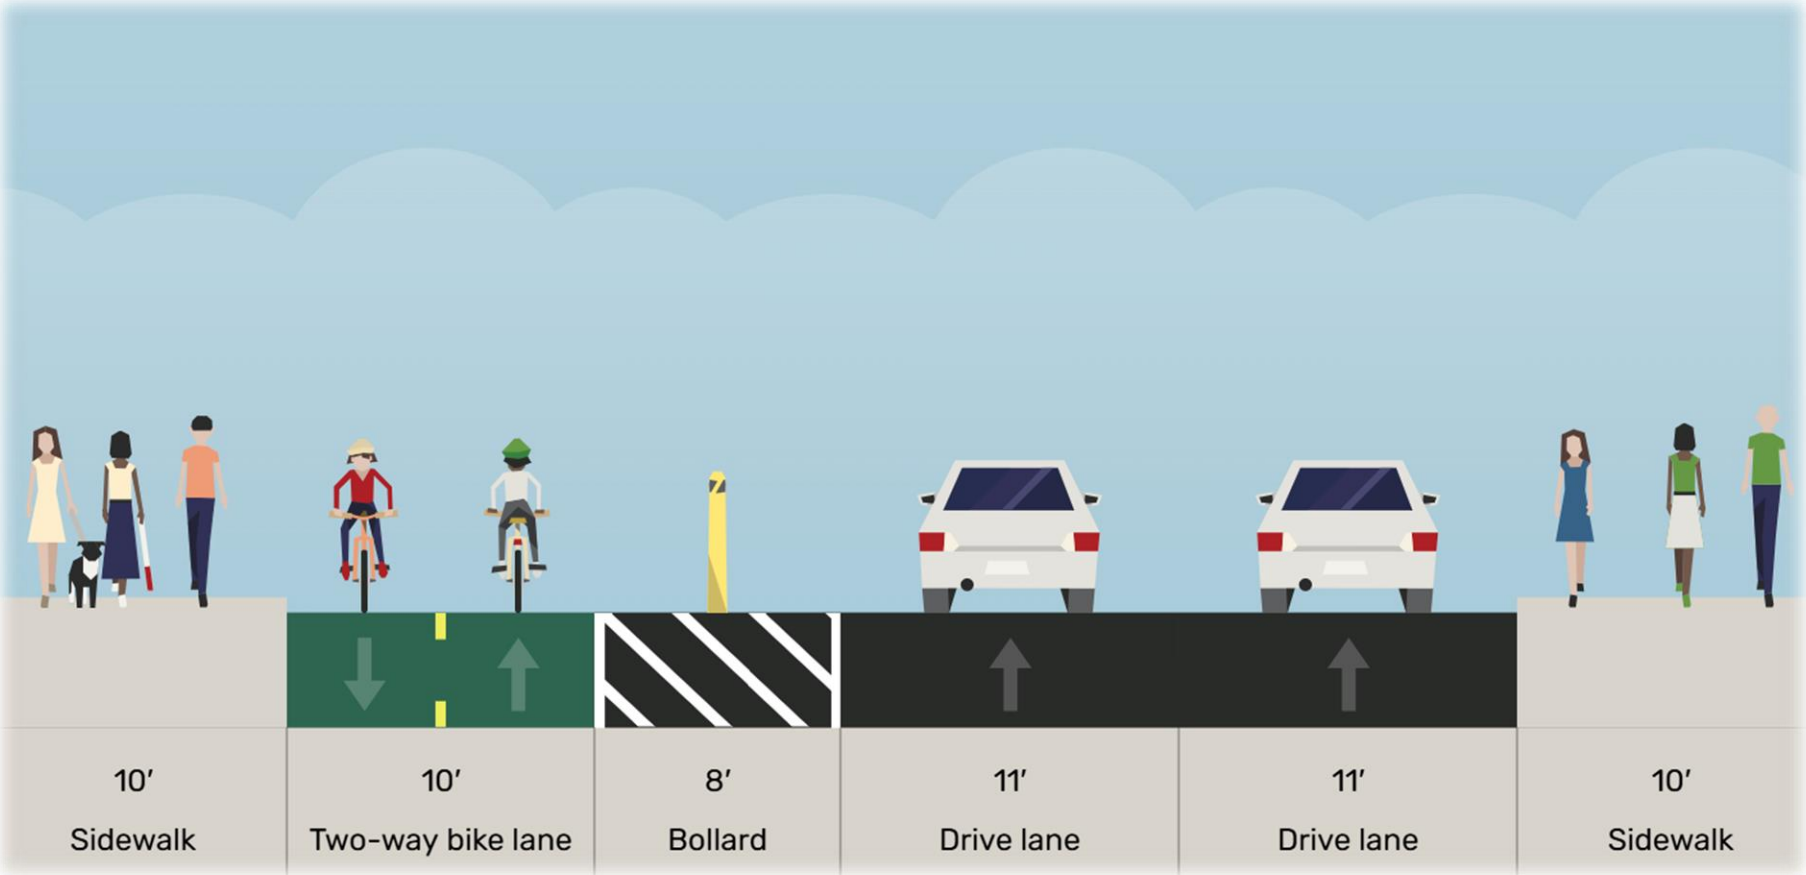 10′ 10′ 8′ 11′ 11′ 10′
Sidewalk Two-way bike lane Bollard Drive lane Drive lane Sidewalk